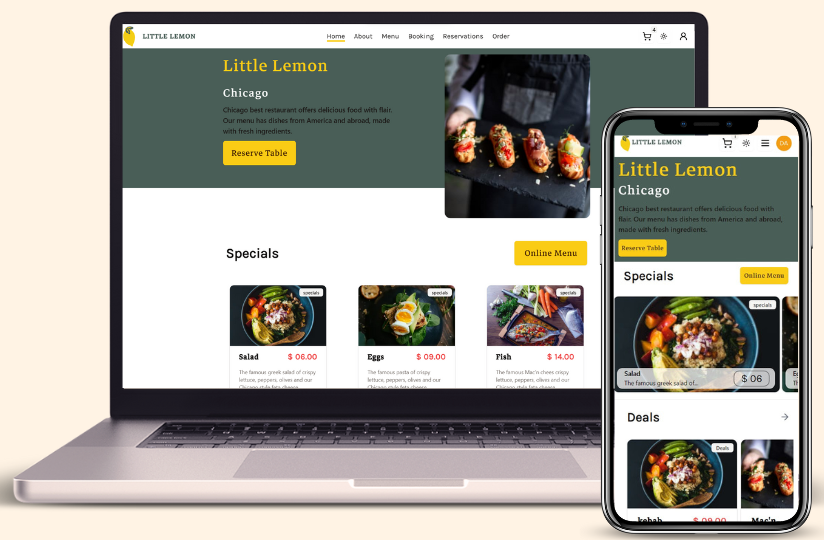 LITTLE LEMON
Home About Menu Booking Reservations Order
4
Little Lemon
Chicago
Chicago best restaurant offers delicious food with flair.
Our menu has dishes from America and abroad, made
with fresh ingredients.
Reserve Table
Specials
Online Menu
specials
specials
specials
Salad $ 06.00
Eggs $ 09.00
Fish $ 14.00
The famous greek salad of crispy
lettuce, peppers, olives and our
Chicago style feta cheese
The famous pasta of crispy
lettuce, peppers, olives and our
Chicago style feta cheese
The famous Mac'n chees crispy
lettuce, peppers, olives and our
Chicago style feta cheese
LITTLE LEMON
DA
Little Lemon
Chicago
Chicago best restaurant offers delicious food with
flair. Our menu has dishes from America and abroad,
made with fresh ingredients.
Reserve Table
Specials
Online Menu
specials
Salad
The famous greek salad of...
$ 06
Deals
Deals
kebab $ 09.00
Mac'n